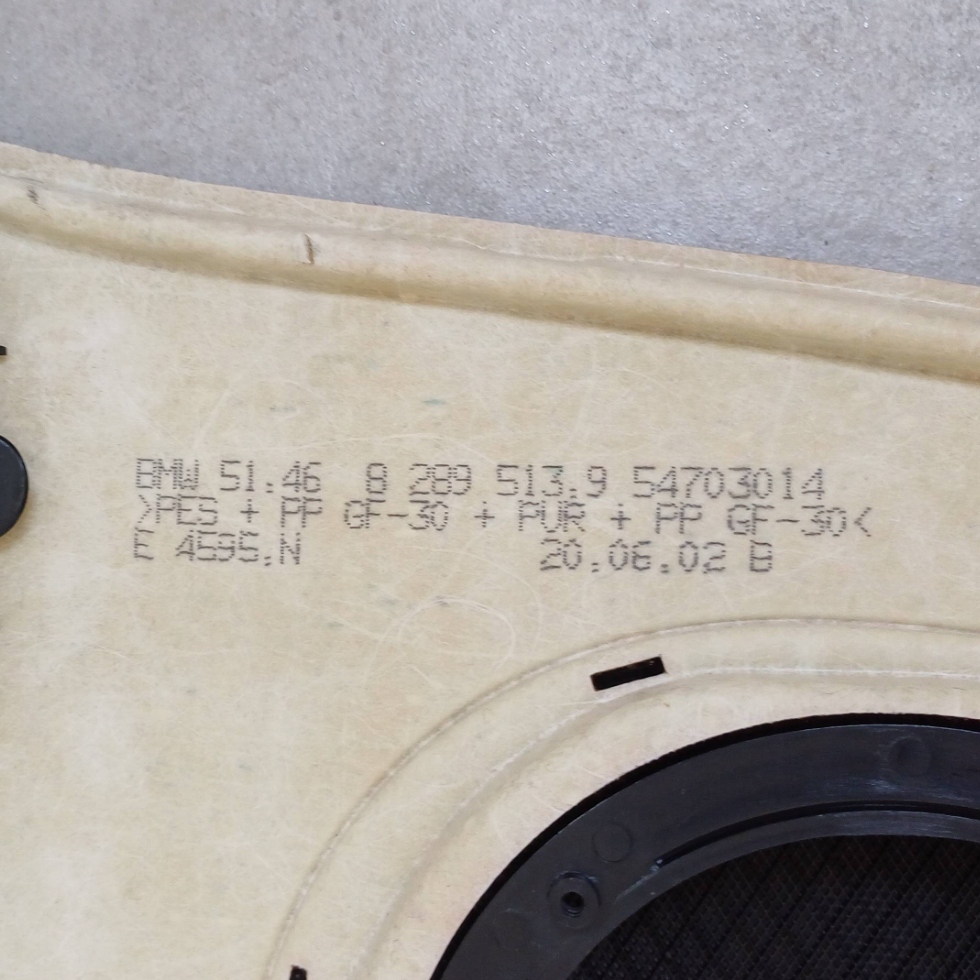 BMW 51.46 8 289 513.9 54703014
>PES + PP GF-30 + PUR + PP GF-30<
E 4595.N 20.06.02 B